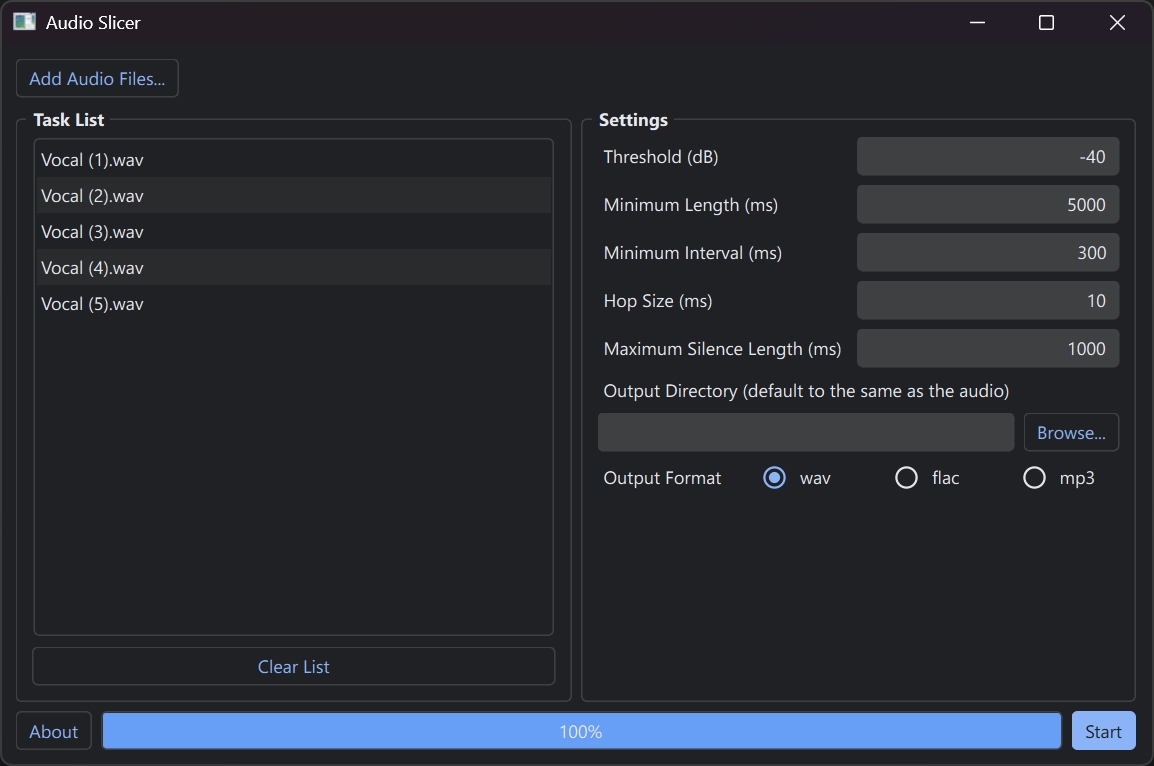 Audio Slicer
Add Audio Files...
Task List
Vocal (1).wav
Vocal (2).wav
Vocal (3).wav
Vocal (4).wav
Vocal (5).wav
Clear List
Settings
Threshold (dB) -40
Minimum Length (ms) 5000
Minimum Interval (ms) 300
Hop Size (ms) 10
Maximum Silence Length (ms) 1000
Output Directory (default to the same as the audio)
Browse...
Output Format wav flac mp3
About 100% Start